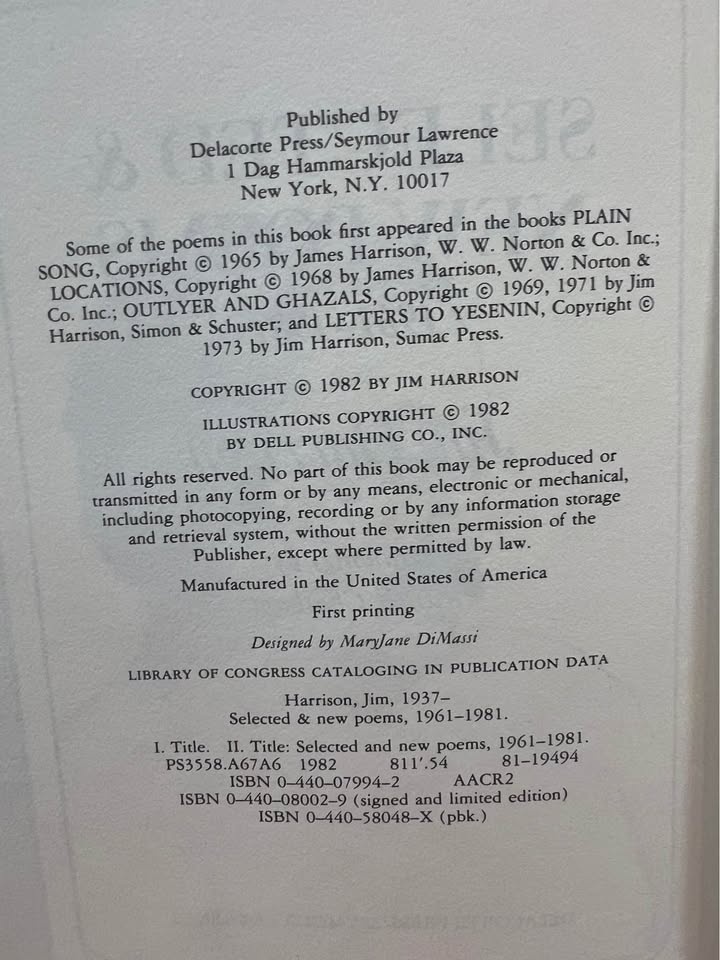 Published by
Delacorte Press/Seymour Lawrence
1 Dag Hammarskjold Plaza
New York, N.Y. 10017
Some of the poems in this book first appeared in the books PLAIN
SONG, Copyright © 1965 by James Harrison, W. W. Norton & Co. Inc.;
LOCATIONS, Copyright © 1968 by James Harrison, W. W. Norton &
Co. Inc.; OUTLYER AND GHAZALS, Copyright © 1969, 1971 by Jim
Harrison, Simon & Schuster; and LETTERS TO YESENIN, Copyright ©
1973 by Jim Harrison, Sumac Press.
COPYRIGHT © 1982 BY JIM HARRISON
ILLUSTRATIONS COPYRIGHT © 1982
BY DELL PUBLISHING CO., INC.
All rights reserved. No part of this book may be reproduced or
transmitted in any form or by any means, electronic or mechanical,
including photocopying, recording or by any information storage
and retrieval system, without the written permission of the
Publisher, except where permitted by law.
Manufactured in the United States of America
First printing
Designed by MaryJane DiMassi
LIBRARY OF CONGRESS CATALOGING IN PUBLICATION DATA
Harrison, Jim, 1937–
Selected & new poems, 1961–1981.
I. Title. II. Title: Selected and new poems, 1961–1981.
PS3558.A67A6 1982 811'.54 81–19494
ISBN 0–440–07994–2 AACR2
ISBN 0–440–08002–9 (signed and limited edition)
ISBN 0–440–58048–X (pbk.)